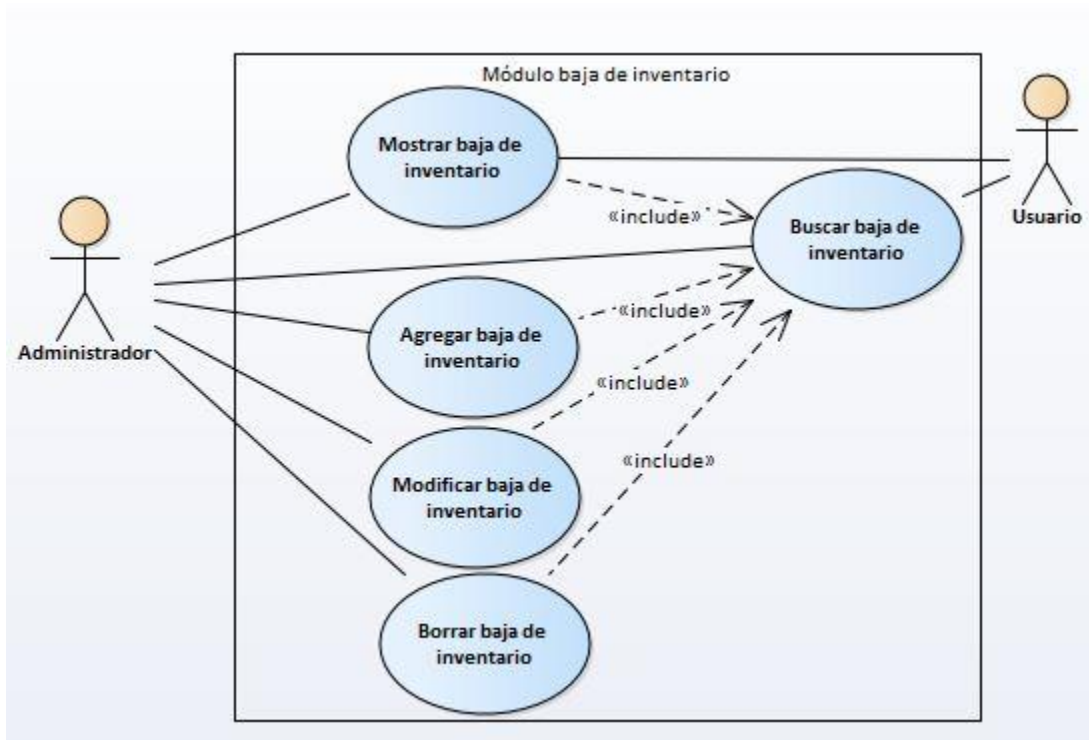 Módulo baja de inventario
Mostrar baja de
inventario
«include»
Buscar baja de
inventario
Usuario
Administrador
Agregar baja de
inventario
«include»
«include»
Modificar baja de
inventario
«include»
Borrar baja de
inventario